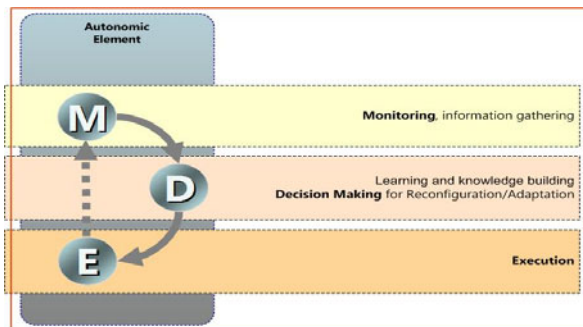 Autonomic
Element
M
Monitoring, information gathering
D
Learning and knowledge building
Decision Making for Reconfiguration/Adaptation
E
Execution